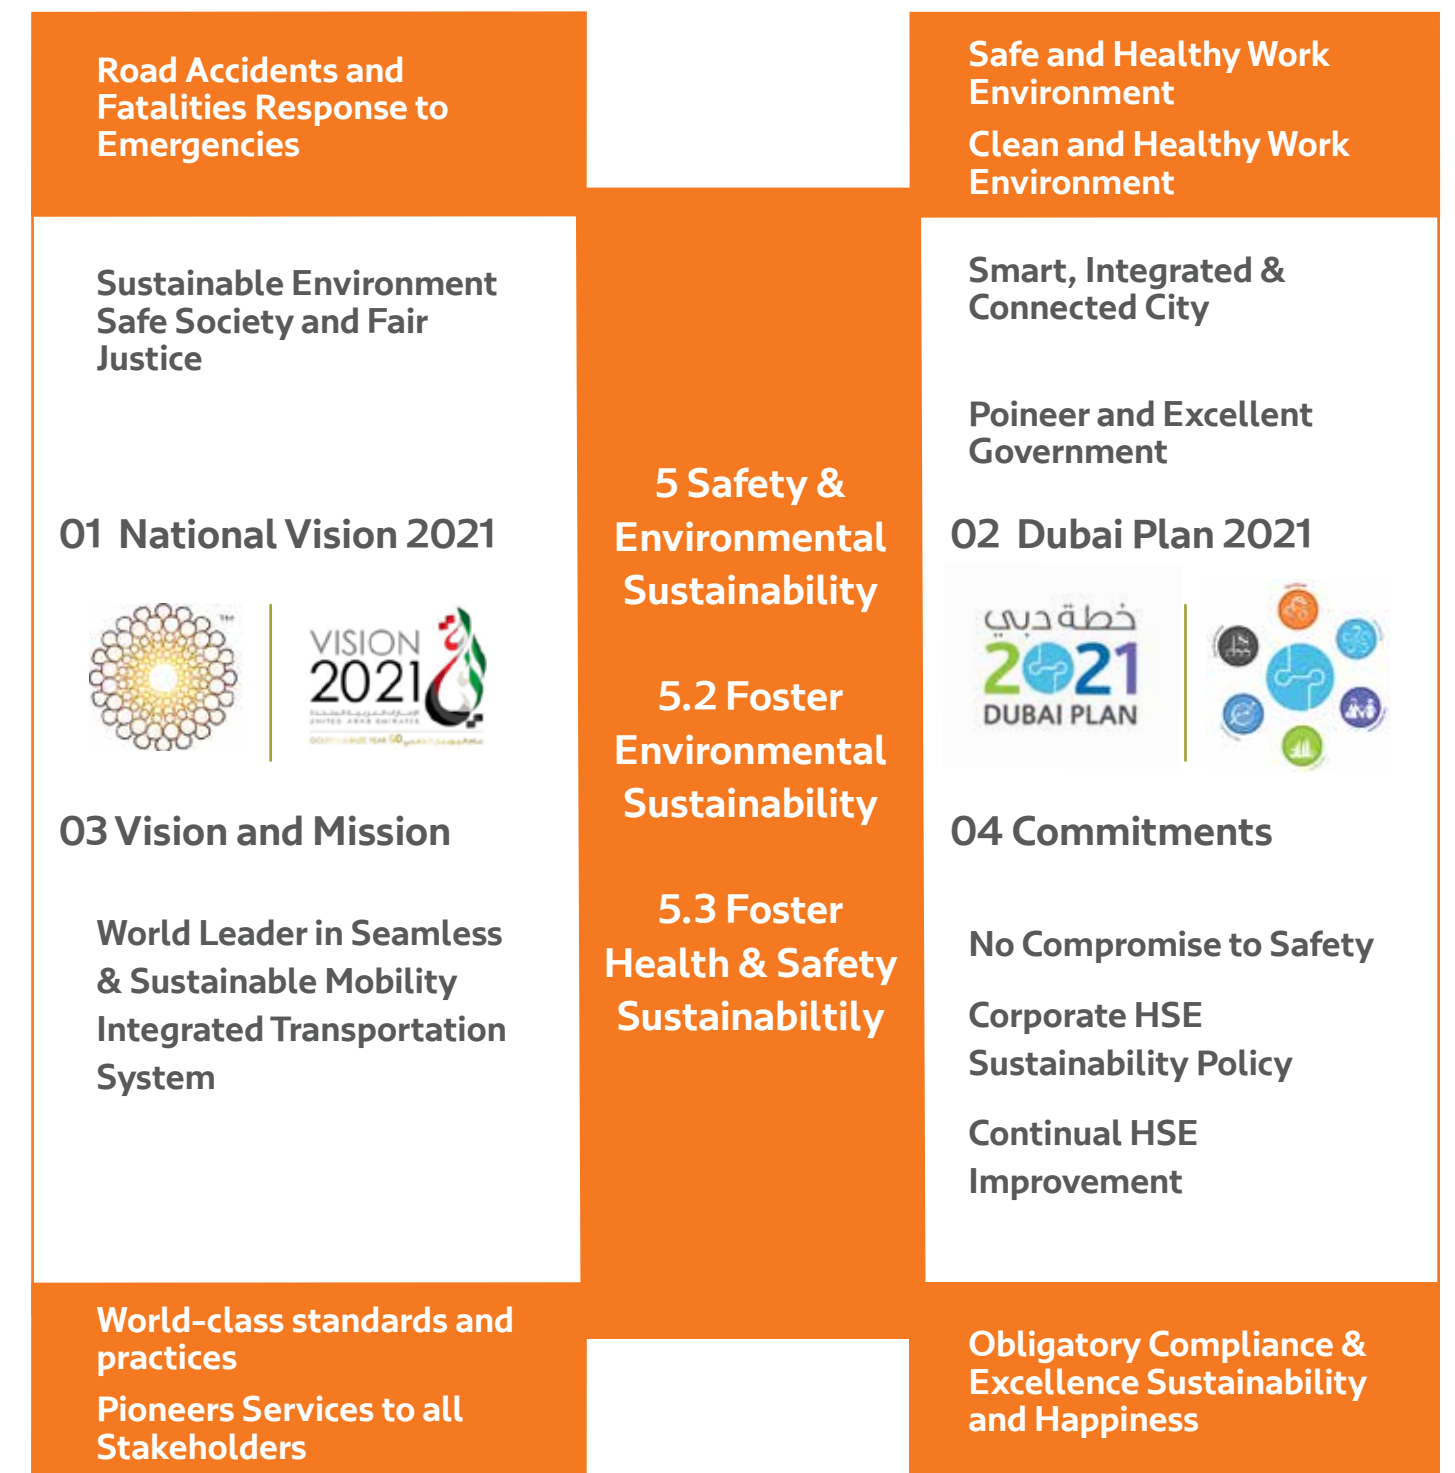 Road Accidents and
Fatalities Response to
Emergencies
Sustainable Environment
Safe Society and Fair
Justice
01 National Vision 2021
TM
VISION
2021
UNITED ARAB EMIRATES
03 Vision and Mission
World Leader in Seamless
& Sustainable Mobility
Integrated Transportation
System
World-class standards and
practices
Pioneers Services to all
Stakeholders
5 Safety &
Environmental
Sustainability
5.2 Foster
Environmental
Sustainability
5.3 Foster
Health & Safety
Sustainabiltily
Safe and Healthy Work
Environment
Clean and Healthy Work
Environment
Smart, Integrated &
Connected City
Poineer and Excellent
Government
02 Dubai Plan 2021
خطة دبي
2021
DUBAI PLAN
04 Commitments
No Compromise to Safety
Corporate HSE
Sustainability Policy
Continual HSE
Improvement
Obligatory Compliance &
Excellence Sustainability
and Happiness